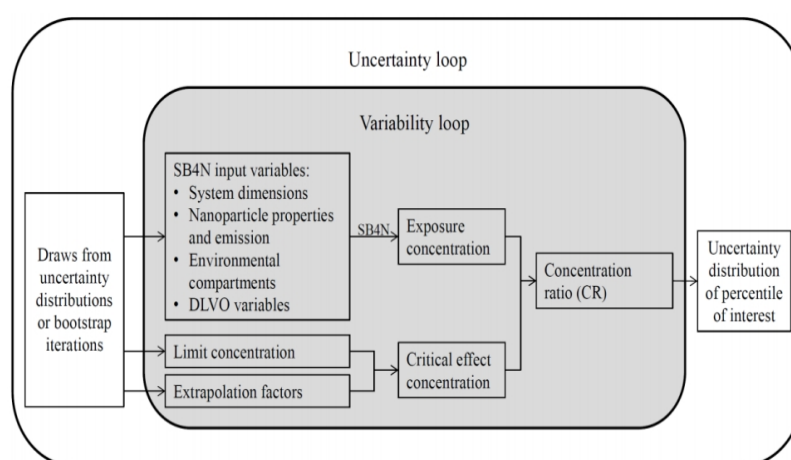 Uncertainty loop
Variability loop
Draws from
uncertainty
distributions
or bootstrap
iterations
SB4N input variables:
• System dimensions
• Nanoparticle properties
and emission
• Environmental
compartments
• DLVO variables
SB4N
Exposure
concentration
Limit concentration
Extrapolation factors
Critical effect
concentration
Concentration
ratio (CR)
Uncertainty
distribution
of percentile
of interest